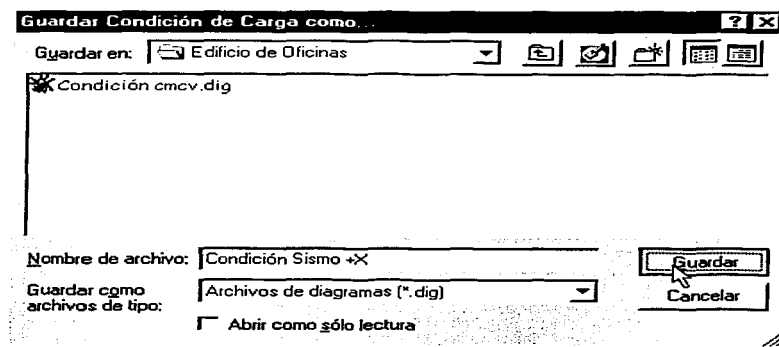 Guardar Condición de Carga como...
Guardar en: Edificio de Oficinas
Condición cmcv.dig
Nombre de archivo: Condición Sismo +X
Guardar
Guardar como archivos de tipo: Archivos de diagramas (*.dig)
Cancelar
Abrir como sólo lectura